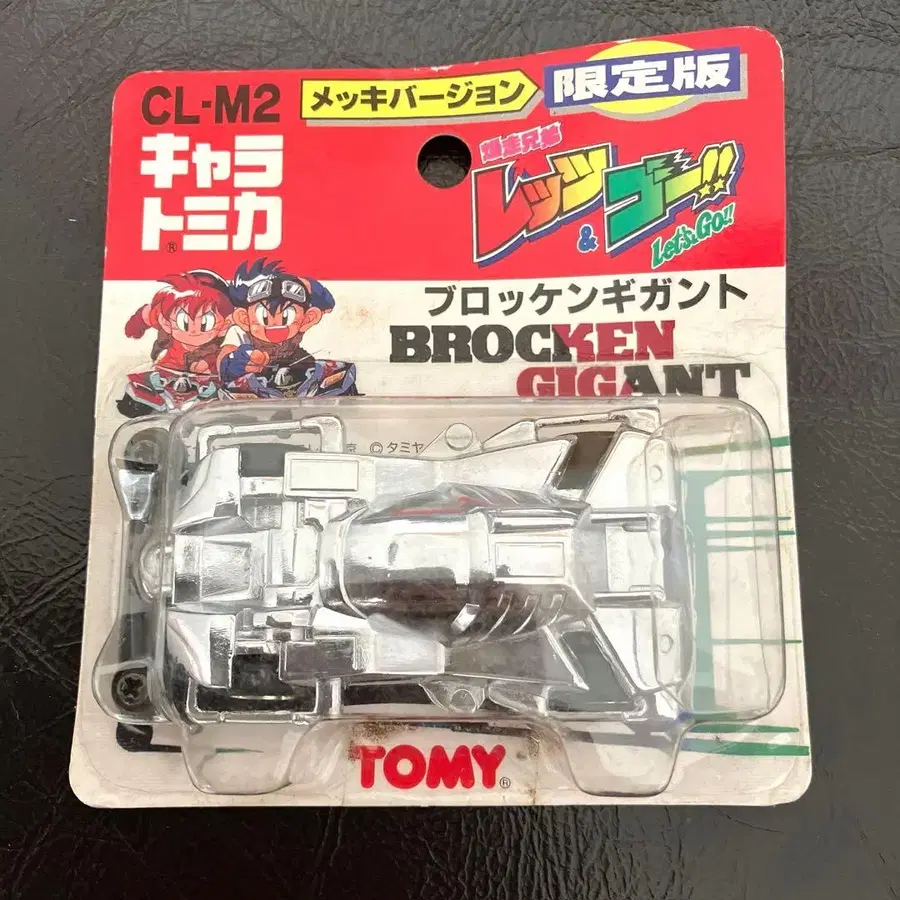 CL-M2
メッキバージョン
限定版
キャラ
トミカ®
爆走兄弟
レッツ
&
ゴー!!
Let's & Go!!
ブロッケンギガント
BROCKEN
GIGANT
©タミヤ
TOMY®